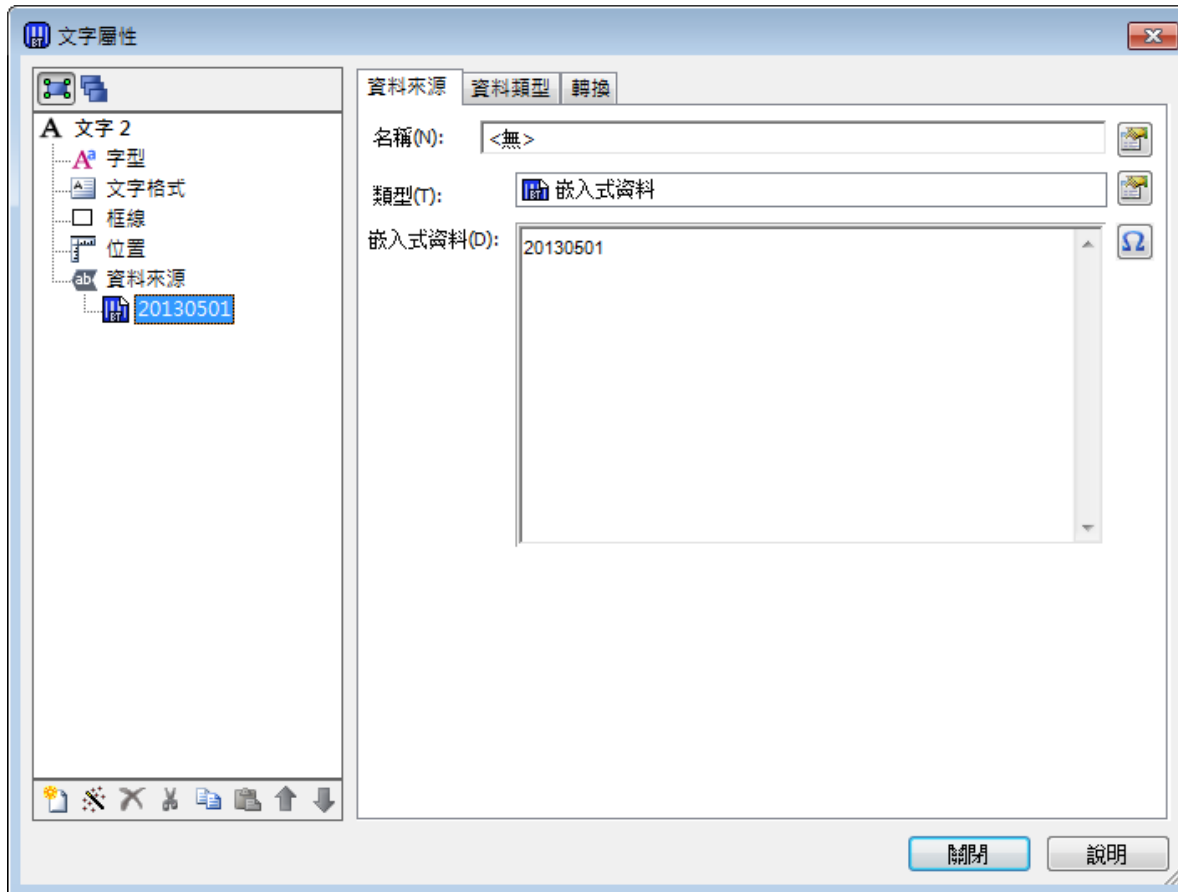 文字屬性
資料來源 資料類型 轉換
A 文字 2
字型
文字格式
框線
位置
資料來源
20130501
名稱(N): <無>
類型(T): 嵌入式資料
嵌入式資料(D): 20130501
關閉 說明